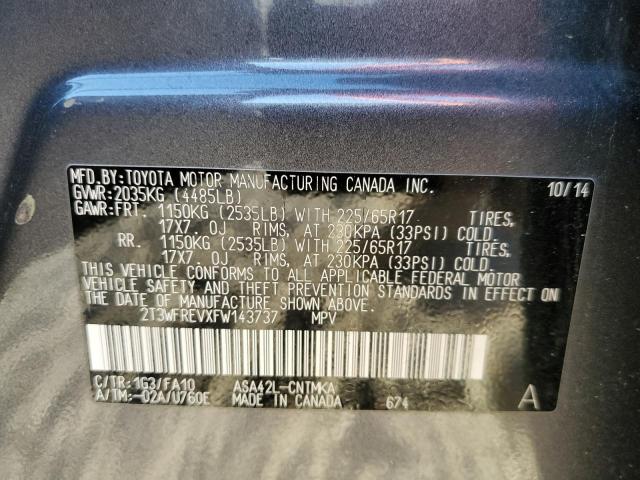 MFD.BY:TOYOTA MOTOR MANUFACTURING CANADA INC. 10/14
GVWR:2035KG (4485LB)
GAWR:FRT. 1150KG (2535LB) WITH 225/65R17 TIRES,
17X7.0J RIMS, AT 230KPA (33PSI) COLD.
RR. 1150KG (2535LB) WITH 225/65R17 TIRES,
17X7.0J RIMS, AT 230KPA (33PSI) COLD.
THIS VEHICLE CONFORMS TO ALL APPLICABLE FEDERAL MOTOR
VEHICLE SAFETY AND THEFT PREVENTION STANDARDS IN EFFECT ON
THE DATE OF MANUFACTURE SHOWN ABOVE.
2T3WFREVXFW143737 MPV
C/TR:1G3/FA10 ASA42L-CNTMKA
A/TM:-02A/U760E MADE IN CANADA 674 A